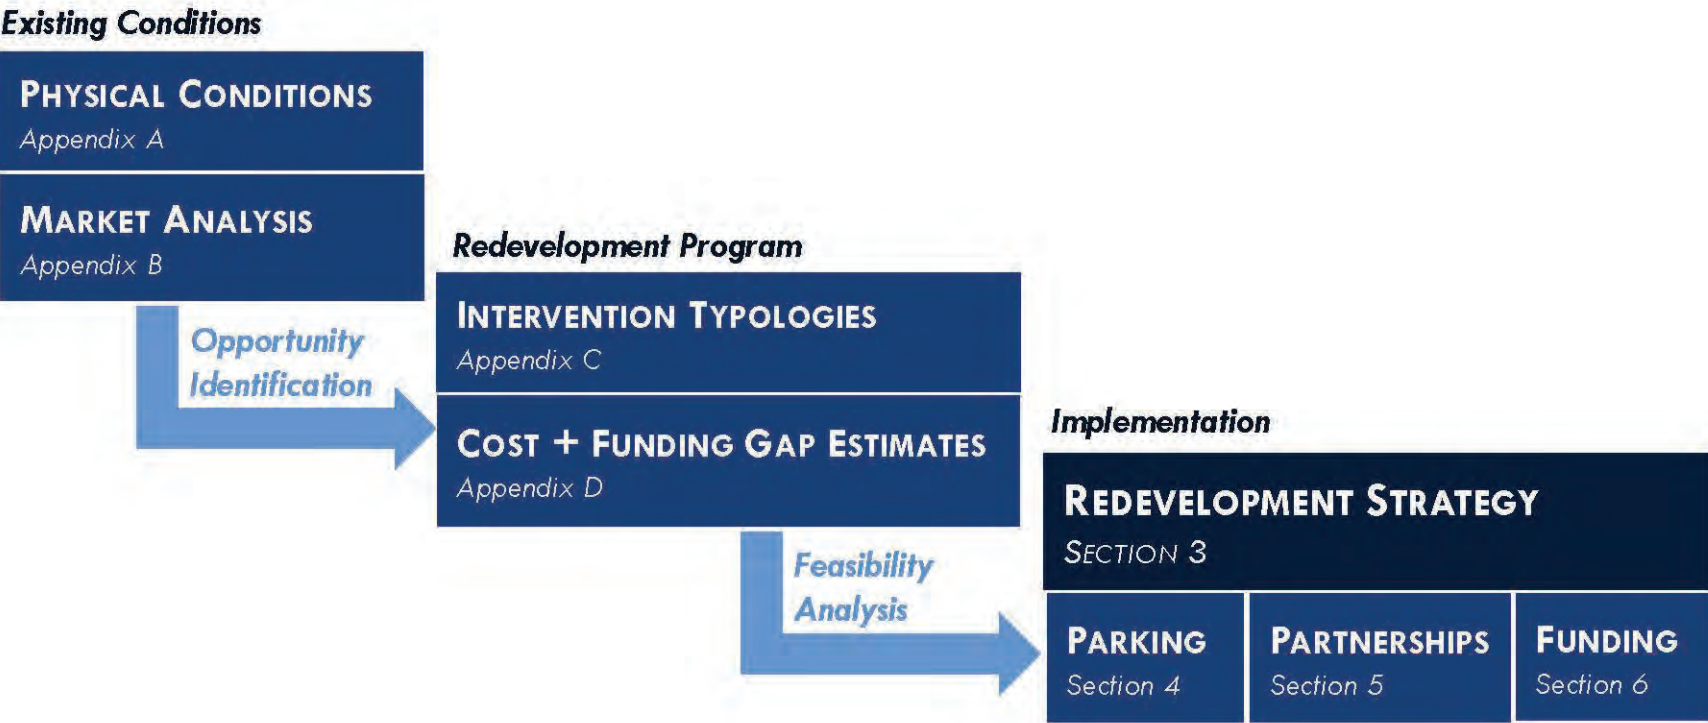 Existing Conditions
PHYSICAL CONDITIONS
Appendix A
MARKET ANALYSIS
Appendix B
Opportunity
Identification
Redevelopment Program
INTERVENTION TYPOLOGIES
Appendix C
COST + FUNDING GAP ESTIMATES
Appendix D
Feasibility
Analysis
Implementation
REDEVELOPMENT STRATEGY
SECTION 3
PARKING
Section 4
PARTNERSHIPS
Section 5
FUNDING
Section 6